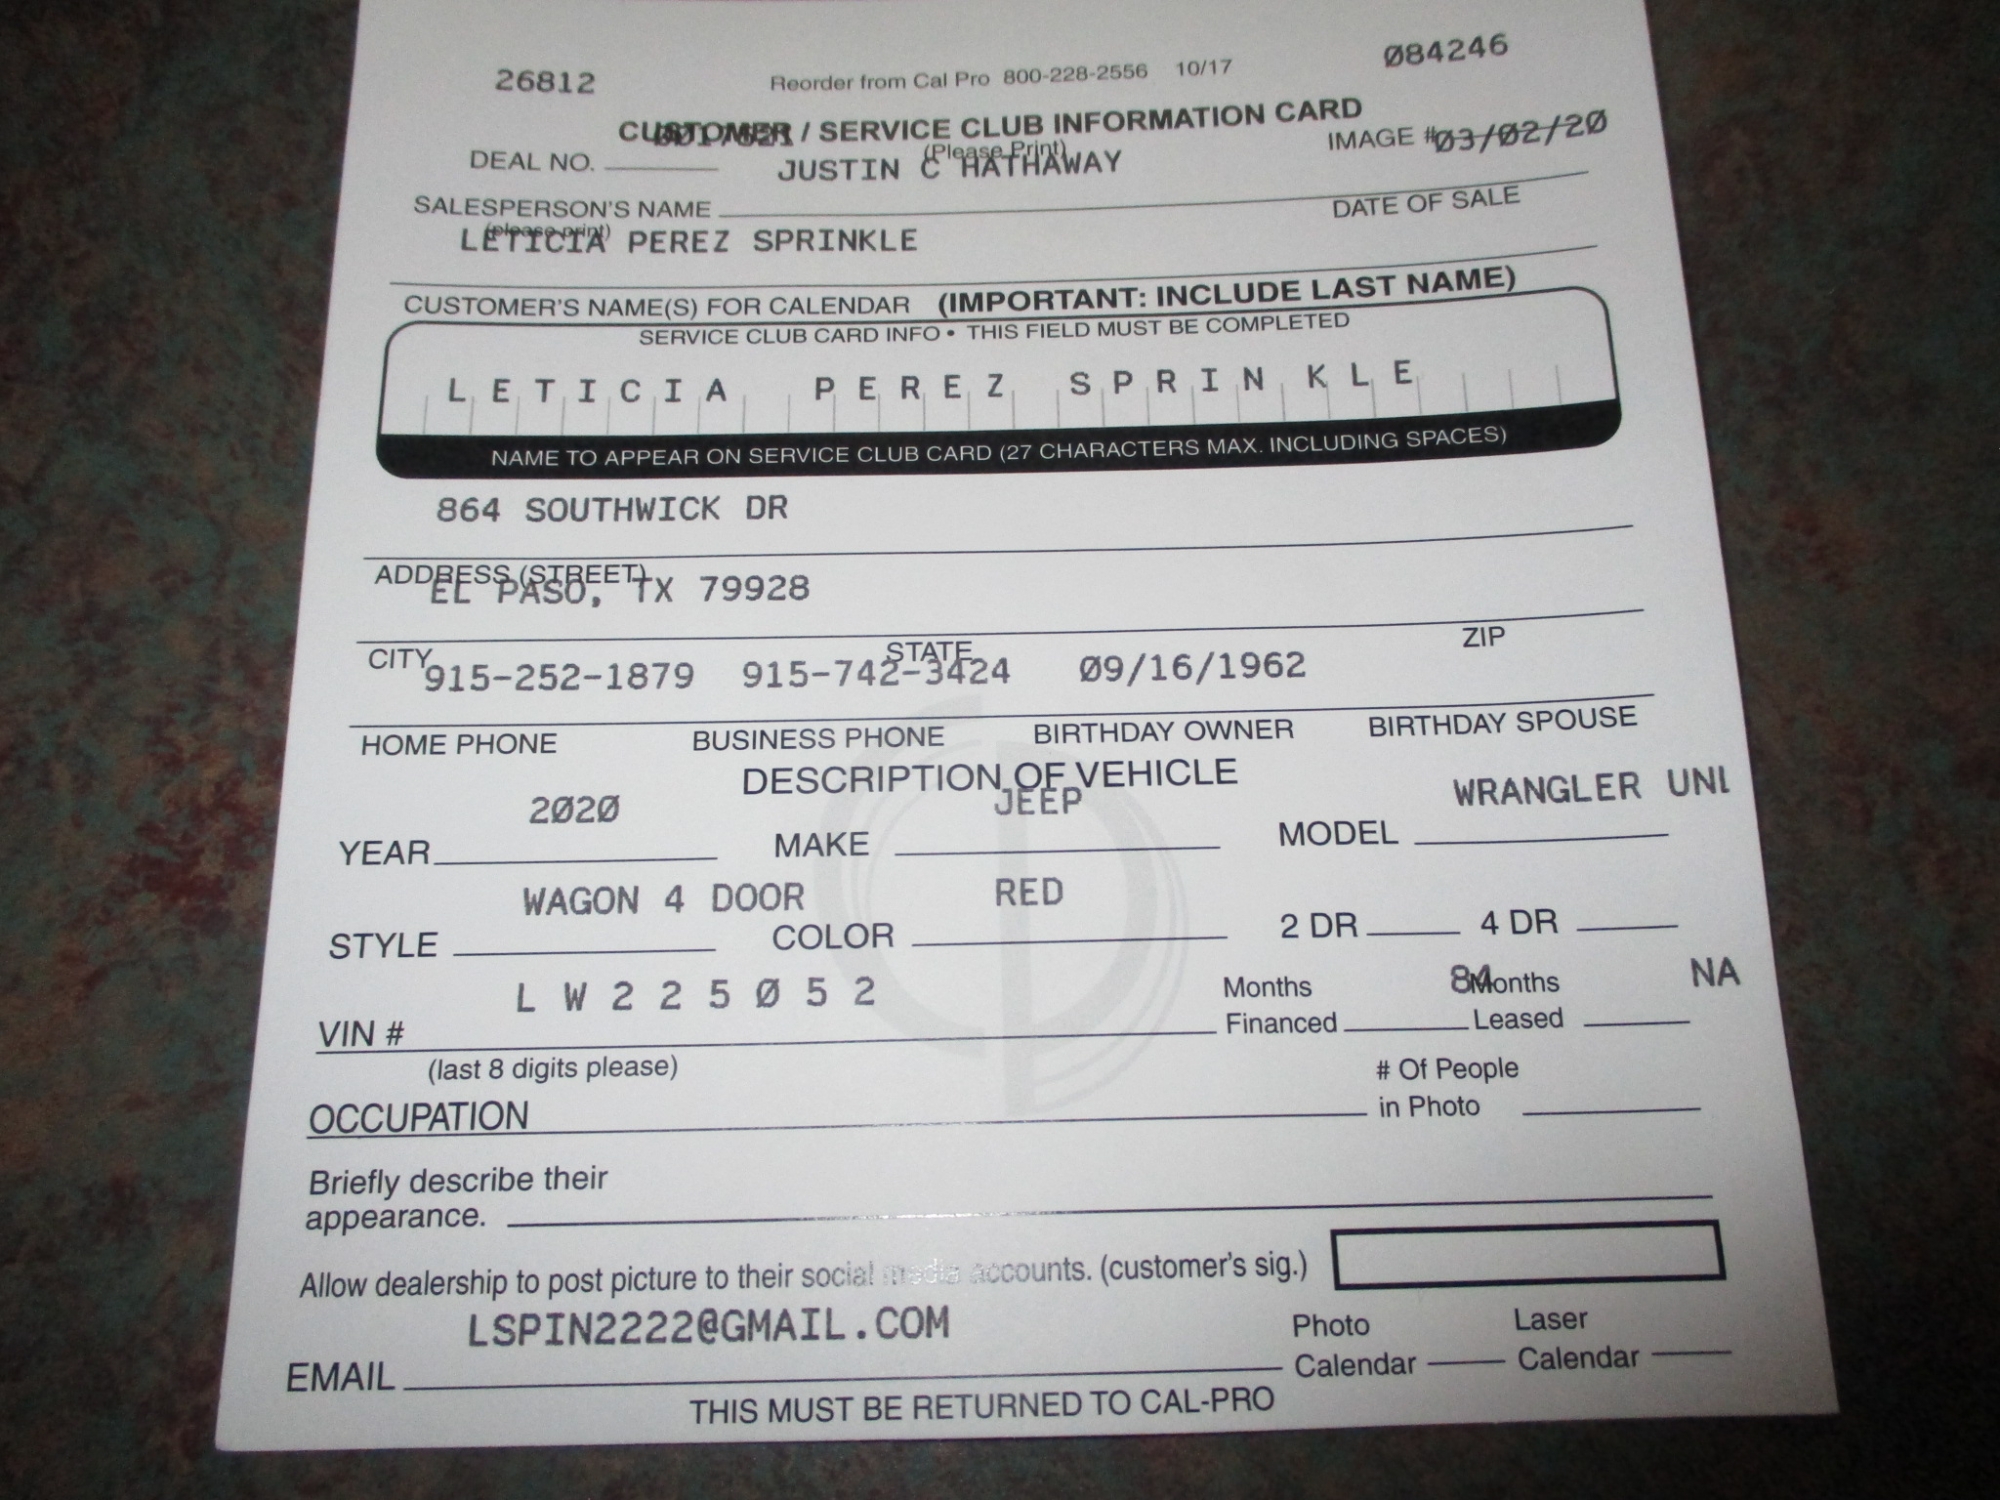 26812 Reorder from Cal Pro 800-228-2556 10/17 Ø84246
CUSTOMER / SERVICE CLUB INFORMATION CARD
(Please Print)
DEAL NO. JUSTIN C HATHAWAY IMAGE # Ø3/Ø2/2Ø
SALESPERSON'S NAME DATE OF SALE
(please print)
LETICIA PEREZ SPRINKLE
CUSTOMER'S NAME(S) FOR CALENDAR (IMPORTANT: INCLUDE LAST NAME)
SERVICE CLUB CARD INFO • THIS FIELD MUST BE COMPLETED
L E T I C I A P E R E Z S P R I N K L E
NAME TO APPEAR ON SERVICE CLUB CARD (27 CHARACTERS MAX. INCLUDING SPACES)
864 SOUTHWICK DR
ADDRESS (STREET)
EL PASO, TX 79928
CITY STATE ZIP
915-252-1879 915-742-3424 Ø9/16/1962
HOME PHONE BUSINESS PHONE BIRTHDAY OWNER BIRTHDAY SPOUSE
DESCRIPTION OF VEHICLE
2Ø2Ø JEEP WRANGLER UNL
YEAR MAKE MODEL
WAGON 4 DOOR RED
STYLE COLOR 2 DR 4 DR
L W 2 2 5 Ø 5 2 Months 84 Months NA
VIN # Financed Leased
(last 8 digits please) # Of People
OCCUPATION in Photo
Briefly describe their
appearance.
Allow dealership to post picture to their social media accounts. (customer's sig.)
LSPIN2222@GMAIL.COM Photo Laser
EMAIL Calendar Calendar
THIS MUST BE RETURNED TO CAL-PRO